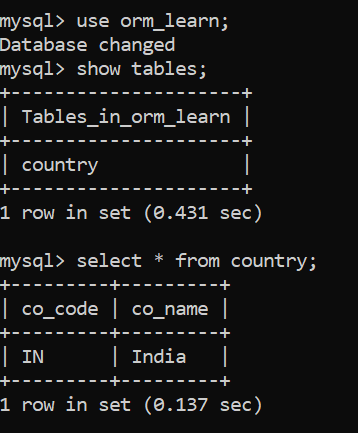 mysql> use orm_learn;
Database changed
mysql> show tables;
+---------------------+
| Tables_in_orm_learn |
+---------------------+
| country             |
+---------------------+
1 row in set (0.431 sec)

mysql> select * from country;
+---------+---------+
| co_code | co_name |
+---------+---------+
| IN      | India   |
+---------+---------+
1 row in set (0.137 sec)